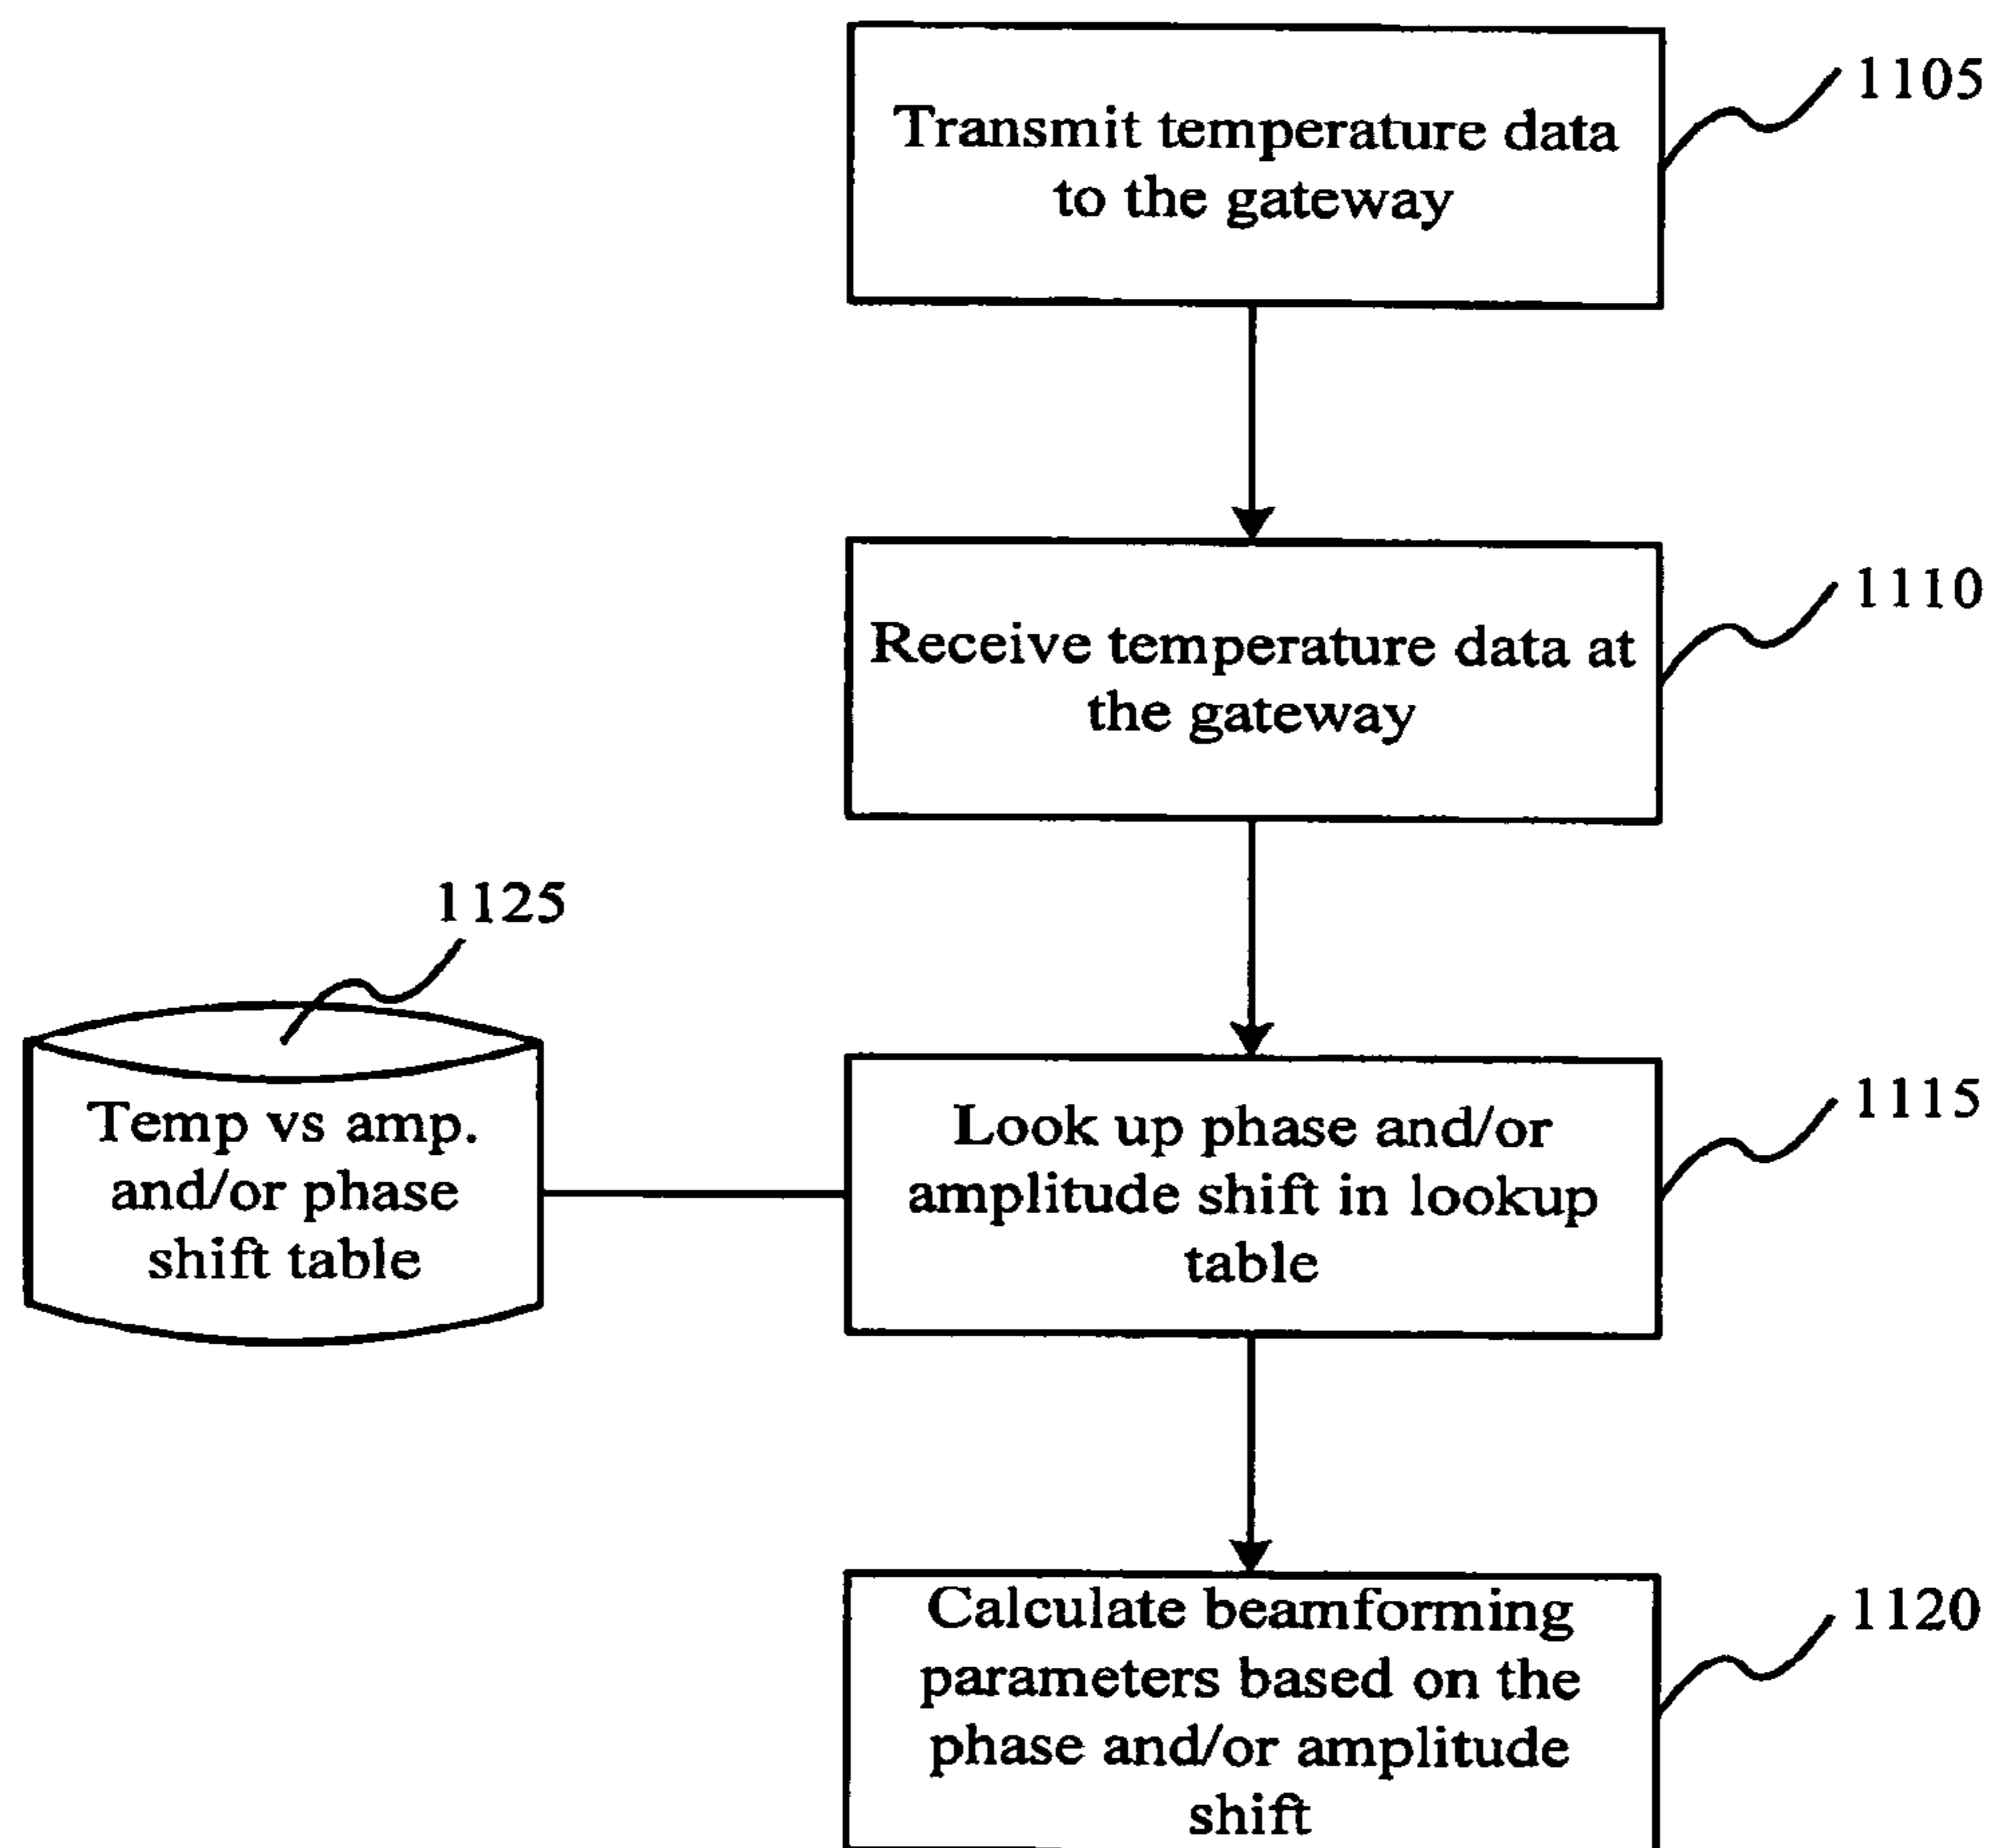 Transmit temperature data
to the gateway
1105
Receive temperature data at
the gateway
1110
1125
Temp vs amp.
and/or phase
shift table
Look up phase and/or
amplitude shift in lookup
table
1115
Calculate beamforming
parameters based on the
phase and/or amplitude
shift
1120